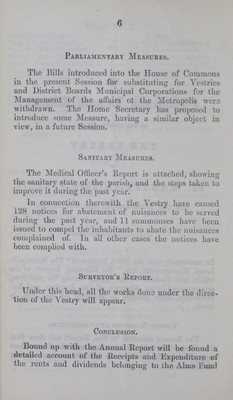 6
PARLIAMENTARY MEASURES.
The Bills introduced into the House of Commons
in the present Session for substituting for Vestries
and District Boards Municipal Corporations for the
Management of the affairs of the Metropolis were
withdrawn. The Home Secretary has proposed to
introduce some Measure, having a similar object in
view, in a future Session.
SANITARY MEASURES.
The Medical Officer's Report is attached, showing
the sanitary state of the parish, and the steps taken to
improve it during the past year.
In connection therewith the Vestry have caused
128 notices for abatement of nuisances to be served
during the past year, and 11 summonses have been
issued to compel the inhabitants to abate the nuisances
complained of. In all other cases the notices have
been complied with.
SURVEYOR'S REPORT.
Under this head, all the works done under the direc-
tion of the Vestry will appear.
CONCLUSION.
Bound up with the Annual Report will be found a
detailed account of the Receipts and Expenditure of
the rents and dividends belonging to the Alms Fund